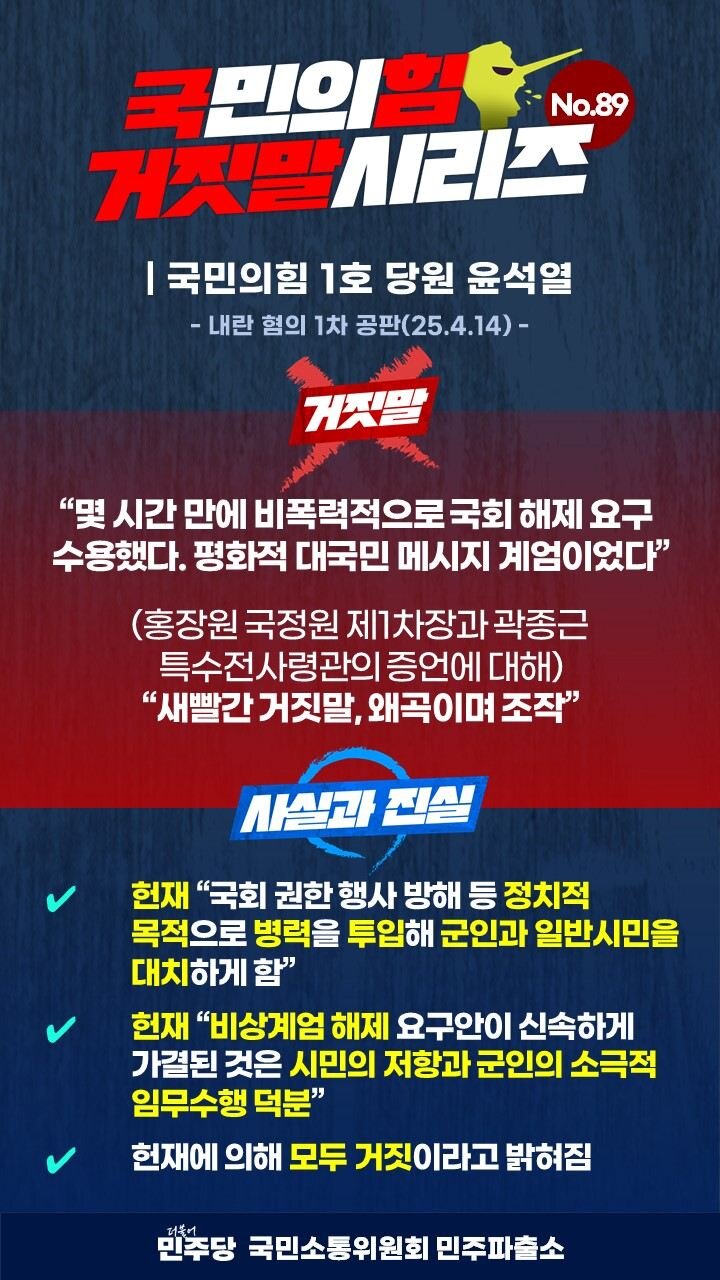 국민의힘
No.89
거짓말시리즈
| 국민의힘 1호 당원 윤석열
- 내란 혐의 1차 공판(25.4.14) -
거짓말
“몇 시간 만에 비폭력적으로 국회 해제 요구
수용했다. 평화적 대국민 메시지 계엄이었다”
(홍장원 국정원 제1차장과 곽종근
특수전사령관의 증언에 대해)
“새빨간 거짓말, 왜곡이며 조작”
사실과 진실
✔ 헌재 “국회 권한 행사 방해 등 정치적
목적으로 병력을 투입해 군인과 일반시민을
대치하게 함”
✔ 헌재 “비상계엄 해제 요구안이 신속하게
가결된 것은 시민의 저항과 군인의 소극적
임무수행 덕분”
✔ 헌재에 의해 모두 거짓이라고 밝혀짐
더불어
민주당 국민소통위원회 민주파출소